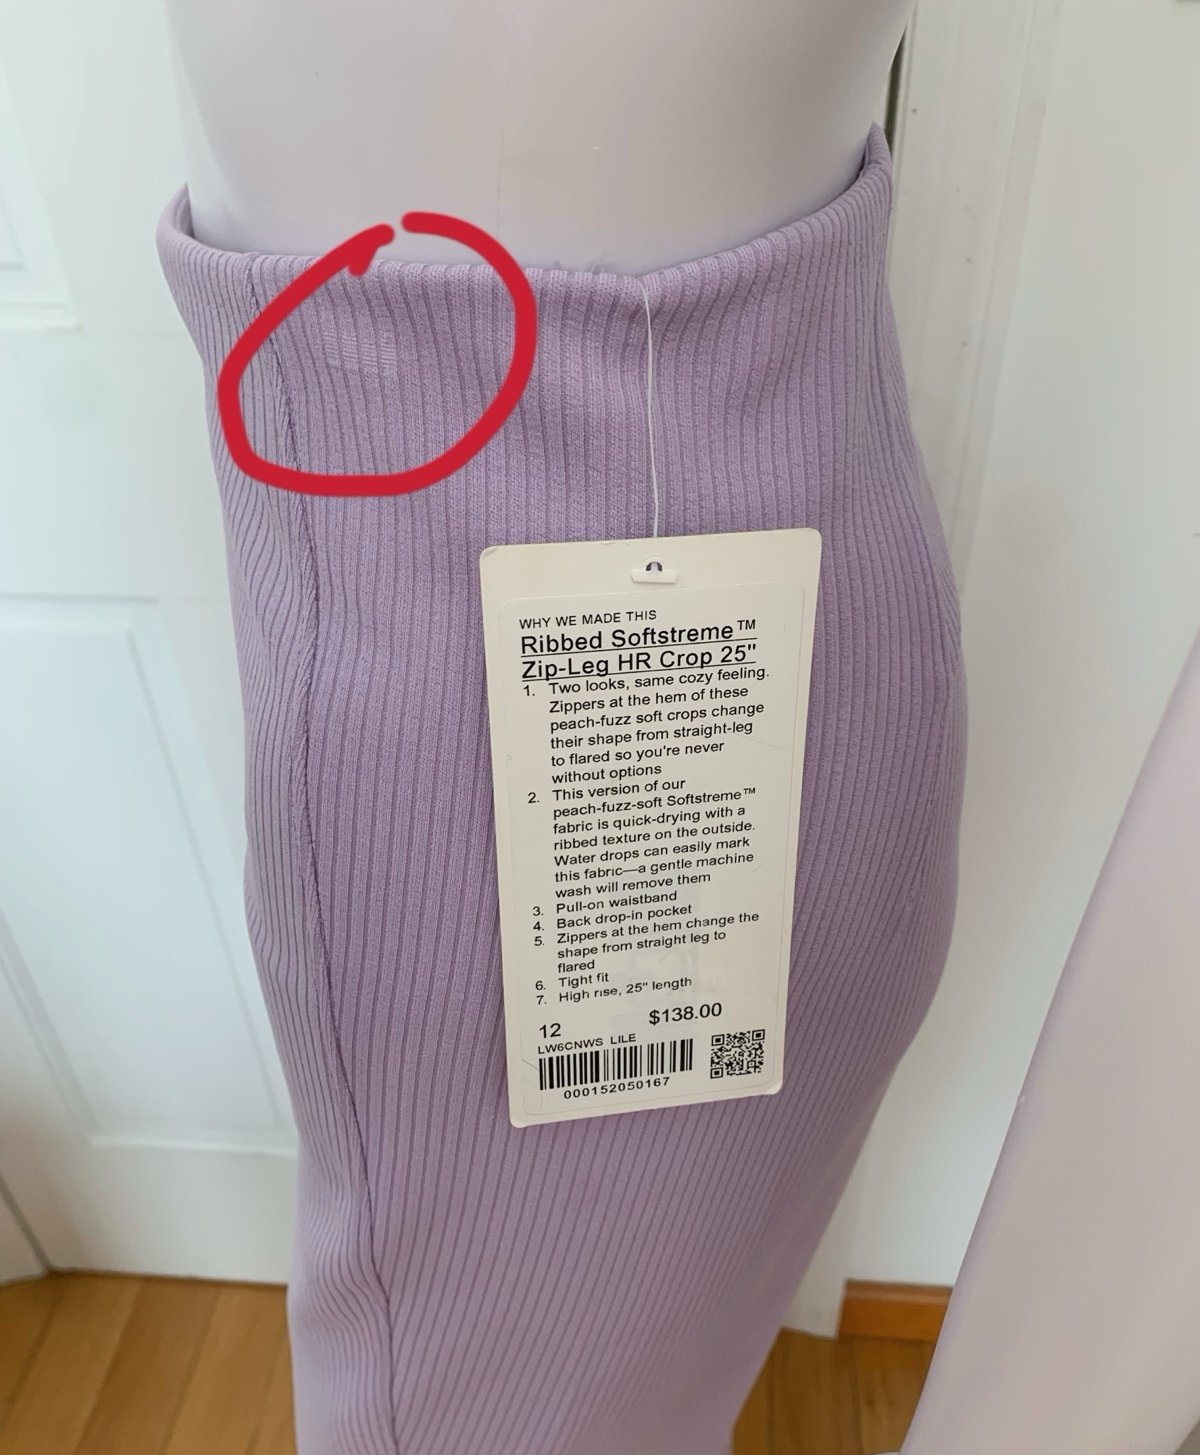 WHY WE MADE THIS
Ribbed Softstreme™
Zip-Leg HR Crop 25"
1. Two looks, same cozy feeling.
Zippers at the hem of these
peach-fuzz soft crops change
their shape from straight-leg
to flared so you're never
without options
2. This version of our
peach-fuzz-soft Softstreme™
fabric is quick-drying with a
ribbed texture on the outside.
Water drops can easily mark
this fabric—a gentle machine
wash will remove them
3. Pull-on waistband
4. Back drop-in pocket
5. Zippers at the hem change the
shape from straight leg to
flared
6. Tight fit
7. High rise, 25" length
12 $138.00
LW6CNWS LILE
000152050167